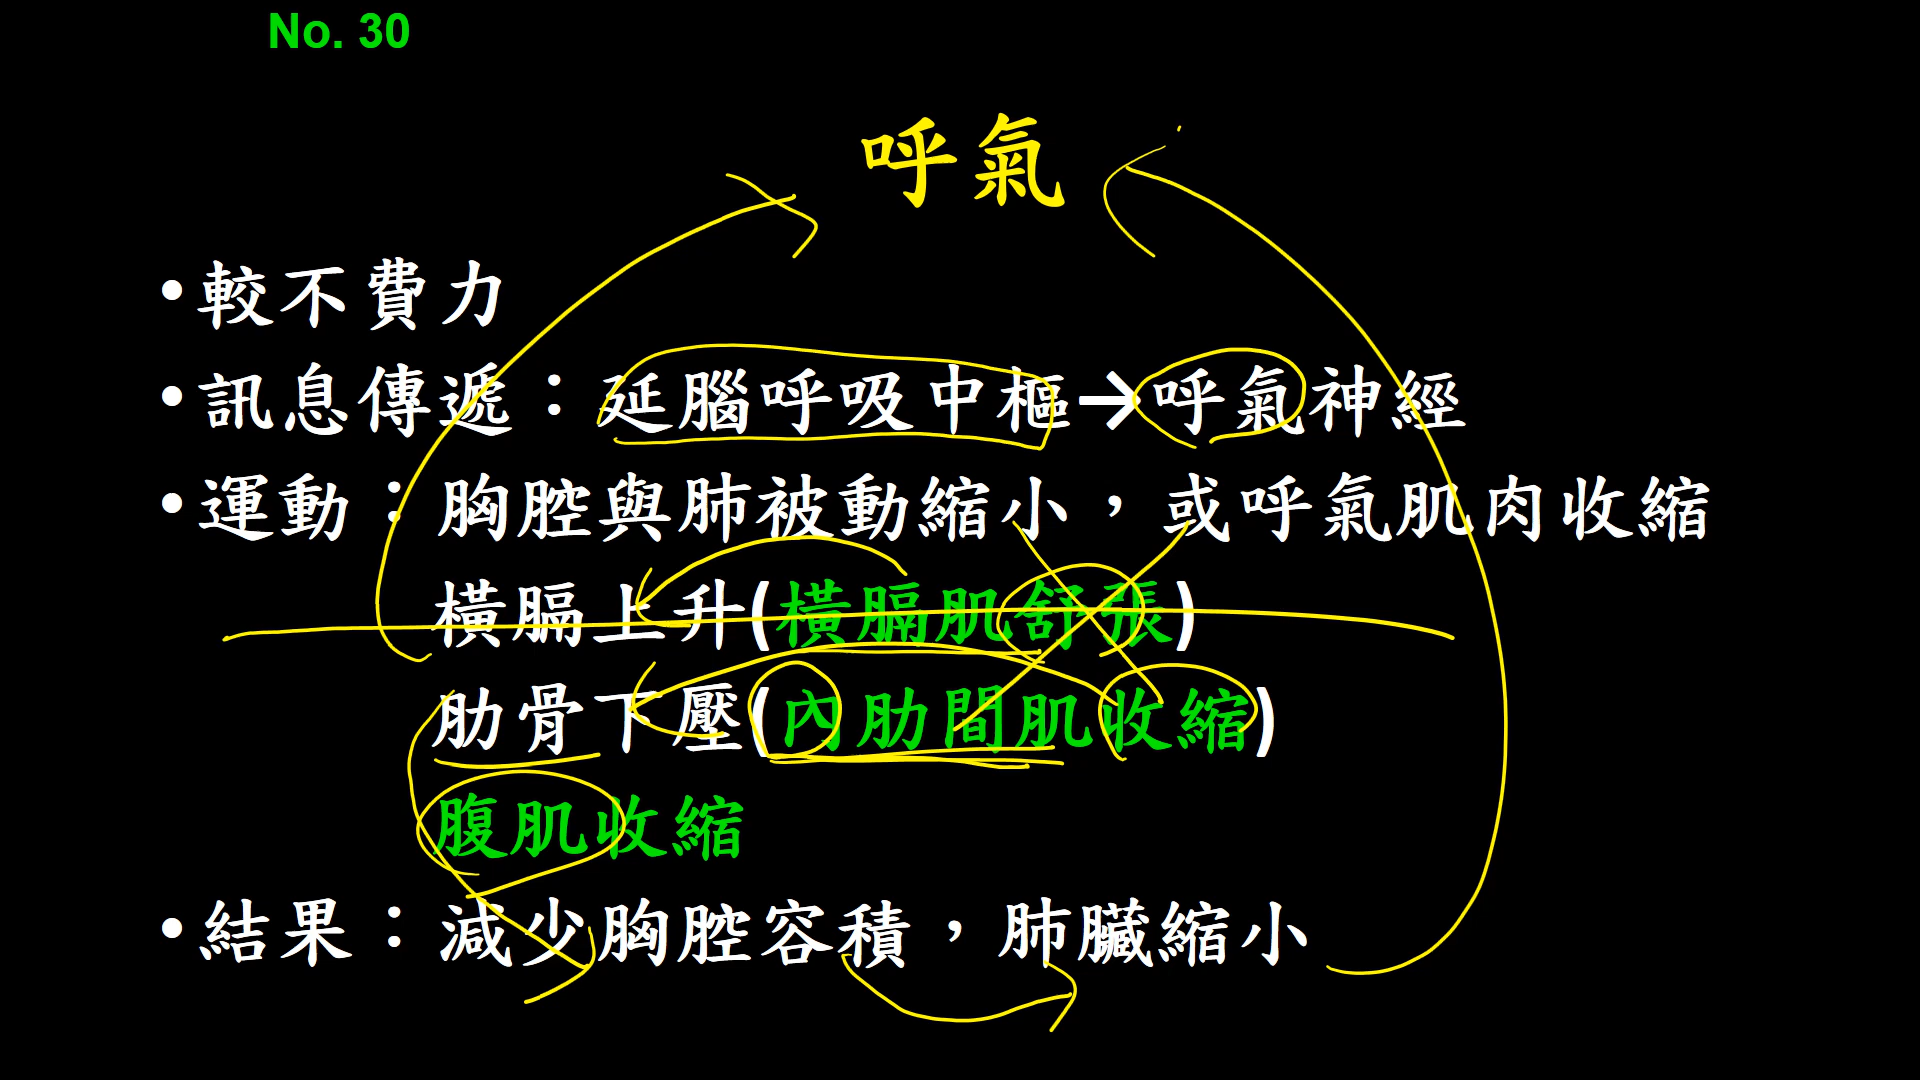 No. 30
呼氣
•較不費力
•訊息傳遞：延腦呼吸中樞→呼氣神經
•運動：胸腔與肺被動縮小，或呼氣肌肉收縮
橫膈上升(橫膈肌舒張)
肋骨下壓(內肋間肌收縮)
腹肌收縮
•結果：減少胸腔容積，肺臟縮小